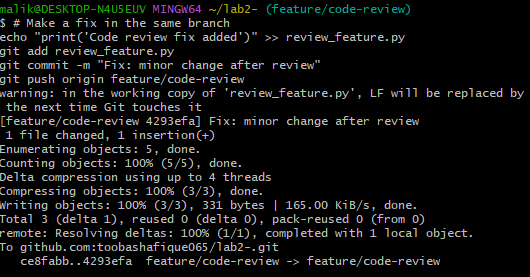 malik@DESKTOP-N4U5EUV MINGW64 ~/lab2- (feature/code-review)
$ # Make a fix in the same branch
echo "print('Code review fix added')" >> review_feature.py
git add review_feature.py
git commit -m "Fix: minor change after review"
git push origin feature/code-review
warning: in the working copy of 'review_feature.py', LF will be replaced by
the next time Git touches it
[feature/code-review 4293efa] Fix: minor change after review
1 file changed, 1 insertion(+)
Enumerating objects: 5, done.
Counting objects: 100% (5/5), done.
Delta compression using up to 4 threads
Compressing objects: 100% (3/3), done.
Writing objects: 100% (3/3), 331 bytes | 165.00 KiB/s, done.
Total 3 (delta 1), reused 0 (delta 0), pack-reused 0 (from 0)
remote: Resolving deltas: 100% (1/1), completed with 1 local object.
To github.com:toobashafique065/lab2-.git
ce8fabb..4293efa  feature/code-review -> feature/code-review